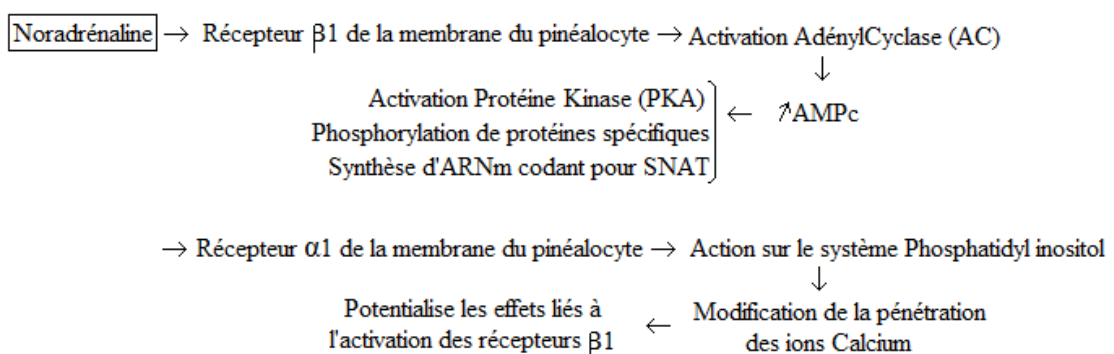 Noradrénaline → Récepteur β1 de la membrane du pinéalocyte → Activation AdénylCyclase (AC)
↓
Activation Protéine Kinase (PKA)
Phosphorylation de protéines spécifiques
Synthèse d'ARNm codant pour SNAT
← ↗AMPc
→ Récepteur α1 de la membrane du pinéalocyte → Action sur le système Phosphatidyl inositol
↓
Potentialise les effets liés à
l'activation des récepteurs β1
← Modification de la pénétration
des ions Calcium